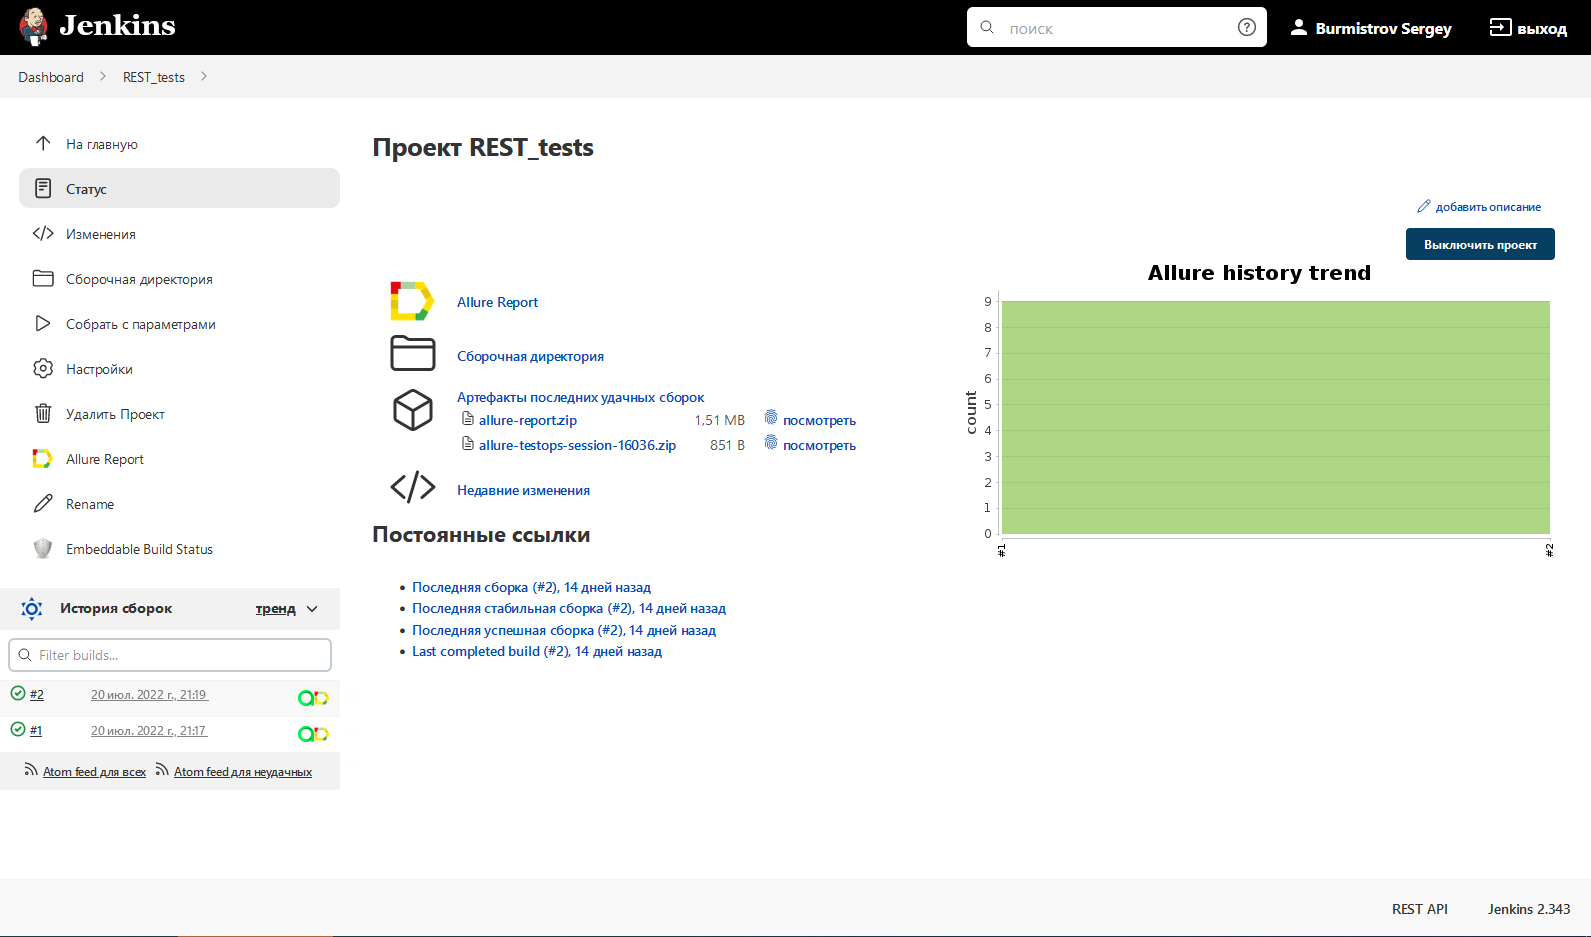 Jenkins
поиск
Burmistrov Sergey
выход
Dashboard
REST_tests
На главную
Статус
Изменения
Сборочная директория
Собрать с параметрами
Настройки
Удалить Проект
Allure Report
Rename
Embeddable Build Status
История сборок
тренд
Filter builds...
#2 20 июл. 2022 г., 21:19
#1 20 июл. 2022 г., 21:17
Atom feed для всех Atom feed для неудачных
Проект REST_tests
добавить описание
Выключить проект
Allure Report
Сборочная директория
Артефакты последних удачных сборок
allure-report.zip 1,51 MB посмотреть
allure-testops-session-16036.zip 851 B посмотреть
Недавние изменения
Allure history trend
count
9
8
7
6
5
4
3
2
1
0
#1
#2
Постоянные ссылки
Последняя сборка (#2), 14 дней назад
Последняя стабильная сборка (#2), 14 дней назад
Последняя успешная сборка (#2), 14 дней назад
Last completed build (#2), 14 дней назад
REST API
Jenkins 2.343